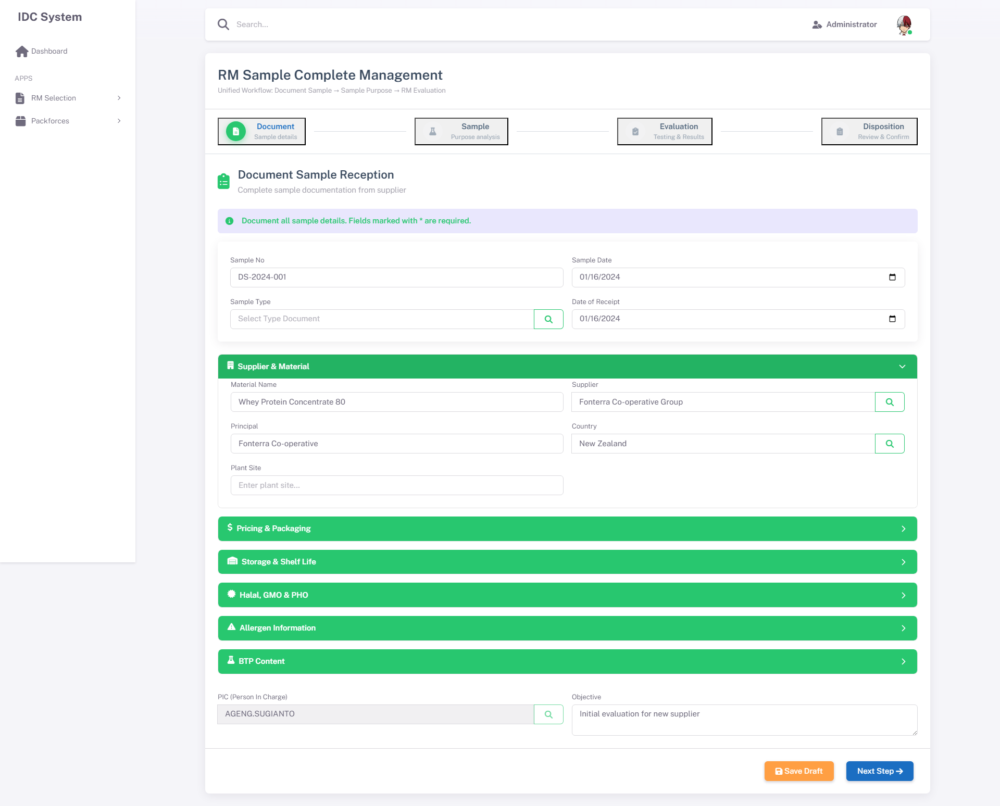 IDC System
Dashboard
APPS
RM Selection
Packforces
Search...
Administrator
RM Sample Complete Management
Unified Workflow: Document Sample → Sample Purpose → RM Evaluation
Document
Sample details
Sample
Purpose analysis
Evaluation
Testing & Results
Disposition
Review & Confirm
Document Sample Reception
Complete sample documentation from supplier
Document all sample details. Fields marked with * are required.
Sample No
DS-2024-001
Sample Date
01/16/2024
Sample Type
Select Type Document
Date of Receipt
01/16/2024
Supplier & Material
Material Name
Whey Protein Concentrate 80
Supplier
Fonterra Co-operative Group
Principal
Fonterra Co-operative
Country
New Zealand
Plant Site
Enter plant site...
Pricing & Packaging
Storage & Shelf Life
Halal, GMO & PHO
Allergen Information
BTP Content
PIC (Person In Charge)
AGENG.SUGIANTO
Objective
Initial evaluation for new supplier
Save Draft
Next Step →